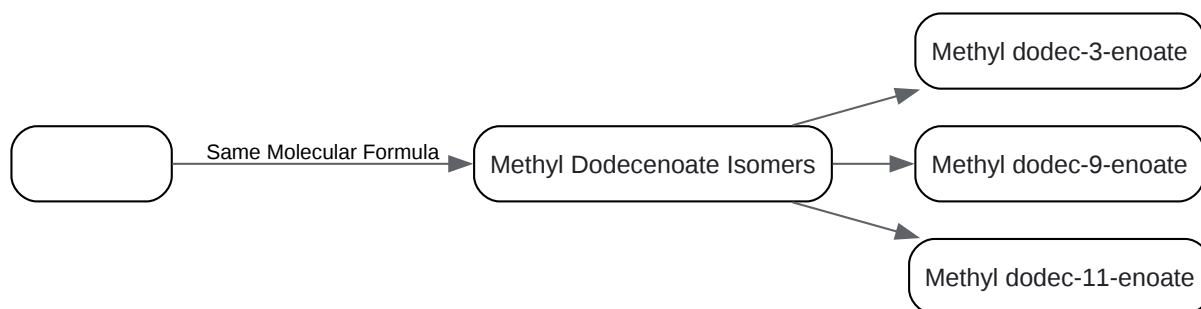 Same Molecular Formula
Methyl Dodecenoate Isomers
Methyl dodec-3-enoate
Methyl dodec-9-enoate
Methyl dodec-11-enoate